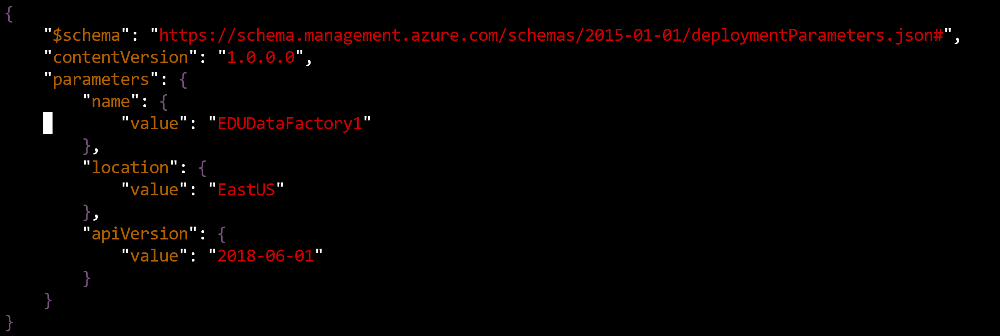 {
    "$schema": "https://schema.management.azure.com/schemas/2015-01-01/deploymentParameters.json#",
    "contentVersion": "1.0.0.0",
    "parameters": {
        "name": {
            "value": "EDUDataFactory1"
        },
        "location": {
            "value": "EastUS"
        },
        "apiVersion": {
            "value": "2018-06-01"
        }
    }
}